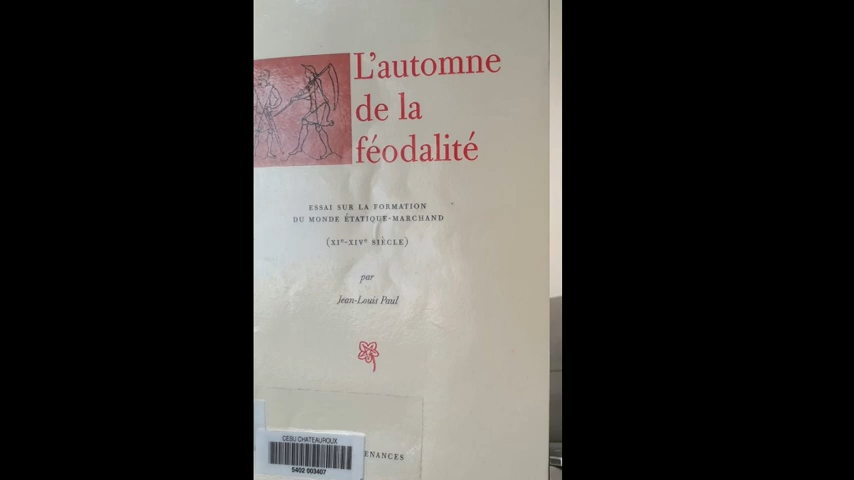 L'automne
de la
féodalité
ESSAI SUR LA FORMATION
DU MONDE ÉTATIQUE-MARCHAND
(XIe-XIVe SIÈCLE)
par
Jean-Louis Paul
CESU CHATEAUROUX
5402 003407
ENANCES